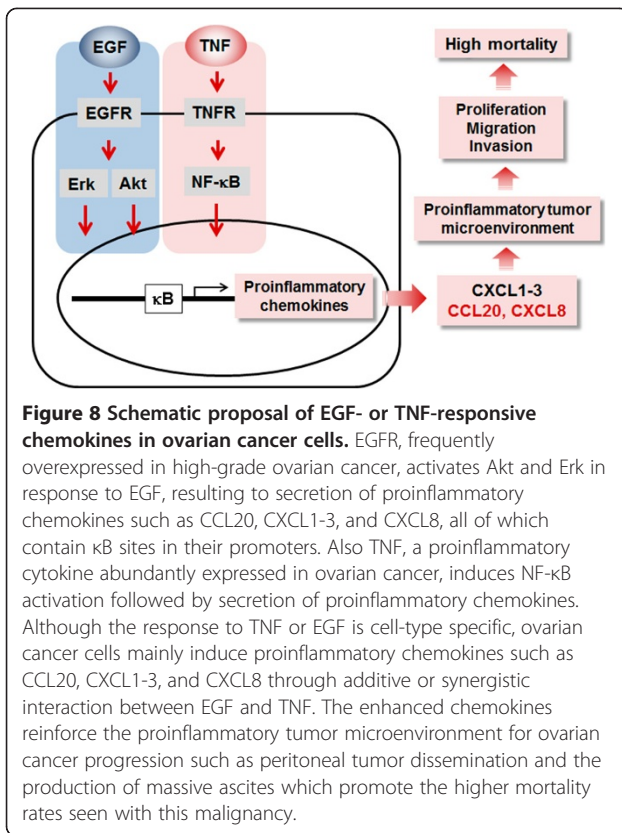 EGF
TNF
EGFR
TNFR
Erk
Akt
NF-κB
κB
Proinflammatory
chemokines
High mortality
Proliferation
Migration
Invasion
Proinflammatory tumor
microenvironment
CXCL1-3
CCL20, CXCL8
Figure 8 Schematic proposal of EGF- or TNF-responsive
chemokines in ovarian cancer cells. EGFR, frequently
overexpressed in high-grade ovarian cancer, activates Akt and Erk in
response to EGF, resulting to secretion of proinflammatory
chemokines such as CCL20, CXCL1-3, and CXCL8, all of which
contain κB sites in their promoters. Also TNF, a proinflammatory
cytokine abundantly expressed in ovarian cancer, induces NF-κB
activation followed by secretion of proinflammatory chemokines.
Although the response to TNF or EGF is cell-type specific, ovarian
cancer cells mainly induce proinflammatory chemokines such as
CCL20, CXCL1-3, and CXCL8 through additive or synergistic
interaction between EGF and TNF. The enhanced chemokines
reinforce the proinflammatory tumor microenvironment for ovarian
cancer progression such as peritoneal tumor dissemination and the
production of massive ascites which promote the higher mortality
rates seen with this malignancy.